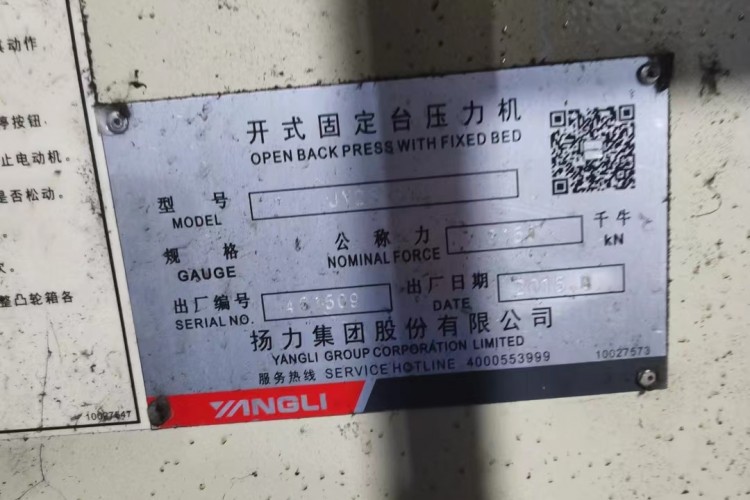 动作
停按钮.
止电动机。
是否松动.
整凸轮箱各
10027547
开式固定台压力机
OPEN BACK PRESS WITH FIXED BED
型 号
MODEL
规 格
GAUGE
公 称 力
NOMINAL FORCE
千牛
kN
出厂编号
SERIAL NO.
出厂日期
DATE
扬力集团股份有限公司
YANGLI GROUP CORPORATION LIMITED
服务热线 SERVICE HOTLINE 4000553999
10027573
YANGLI